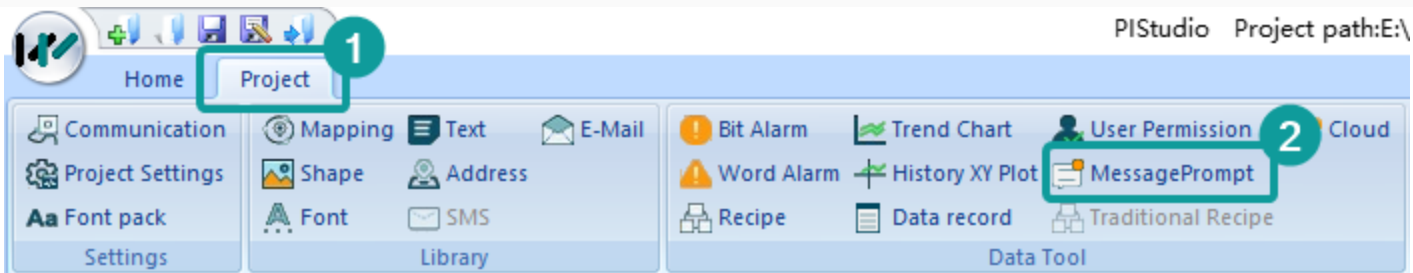 PIStudio Project path:E:\
1
Home Project
Communication Mapping Text E-Mail Bit Alarm Trend Chart User Permission 2 Cloud
Project Settings Shape Address Word Alarm History XY Plot MessagePrompt
Aa Font pack Font SMS Recipe Data record Traditional Recipe
Settings Library Data Tool